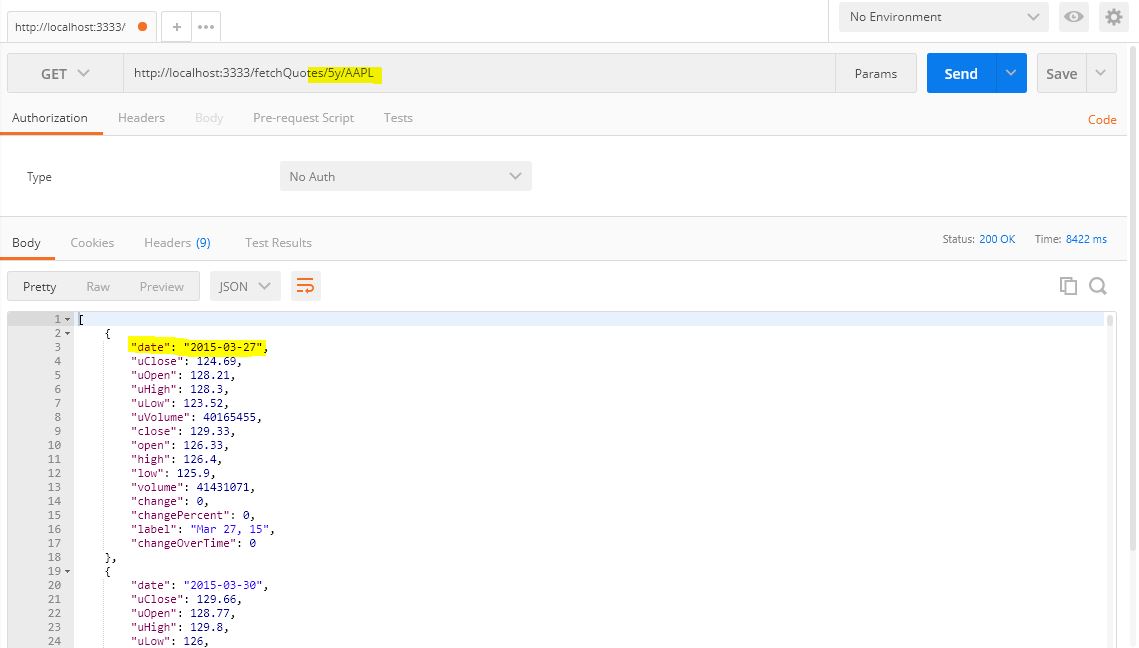 http://localhost:3333/
No Environment
GET http://localhost:3333/fetchQuotes/5y/AAPL Params Send Save
Authorization Headers Body Pre-request Script Tests Code
Type No Auth
Body Cookies Headers (9) Test Results Status: 200 OK Time: 8422 ms
Pretty Raw Preview JSON
1 [
2 {
3 "date": "2015-03-27",
4 "uClose": 124.69,
5 "uOpen": 128.21,
6 "uHigh": 128.3,
7 "uLow": 123.52,
8 "uVolume": 40165455,
9 "close": 129.33,
10 "open": 126.33,
11 "high": 126.4,
12 "low": 125.9,
13 "volume": 41431071,
14 "change": 0,
15 "changePercent": 0,
16 "label": "Mar 27, 15",
17 "changeOverTime": 0
18 },
19 {
20 "date": "2015-03-30",
21 "uClose": 129.66,
22 "uOpen": 128.77,
23 "uHigh": 129.8,
24 "uLow": 126,